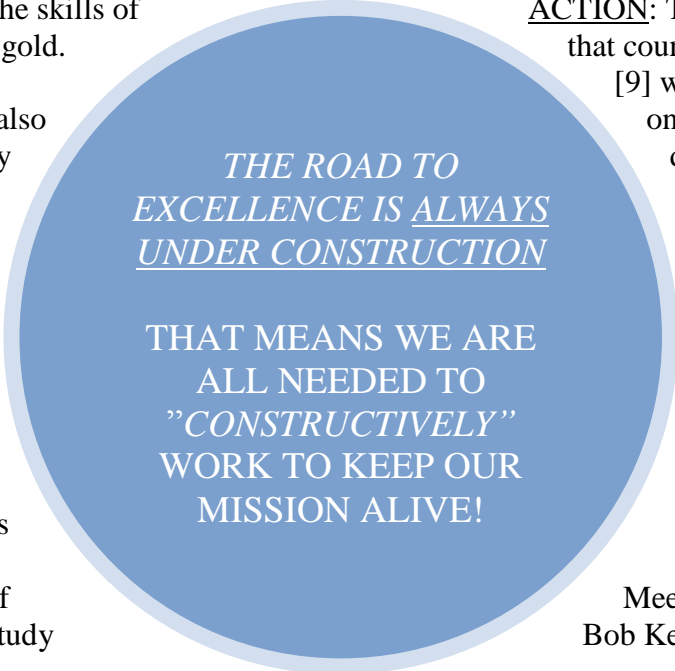 he skills of
gold.
also
y
s
f
tudy
THE ROAD TO
EXCELLENCE IS ALWAYS
UNDER CONSTRUCTION
THAT MEANS WE ARE
ALL NEEDED TO
”CONSTRUCTIVELY”
WORK TO KEEP OUR
MISSION ALIVE!
ACTION: T
that cour
[9] w
on
Mee
Bob Ke